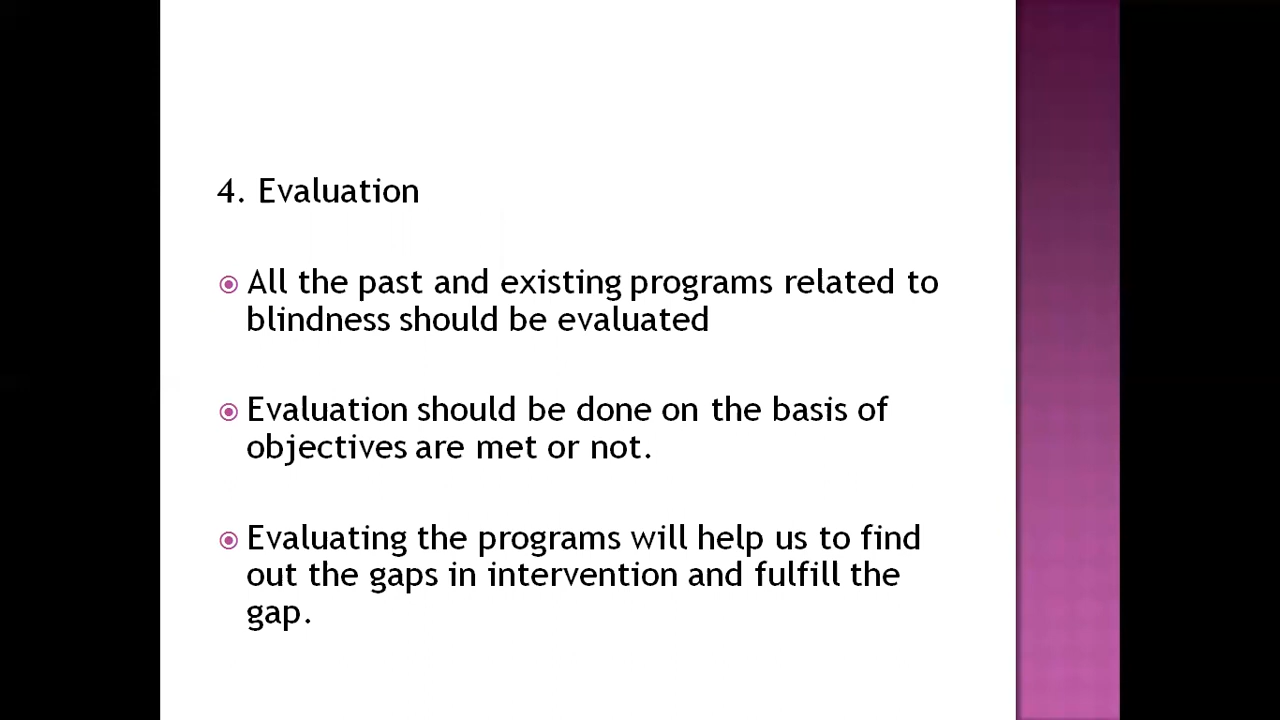 4. Evaluation
All the past and existing programs related to
blindness should be evaluated
Evaluation should be done on the basis of
objectives are met or not.
Evaluating the programs will help us to find
out the gaps in intervention and fulfill the
gap.